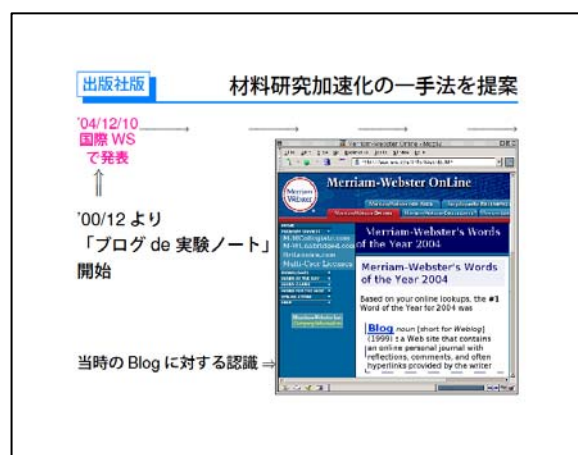 出版社版
材料研究加速化の一手法を提案
'04/12/10
国際 WS
で発表
'00/12 より
「ブログ de 実験ノート」
開始
当時の Blog に対する認識
Merriam-Webster OnLine
Merriam-Webster
Merriam-Webster's Words
of the Year 2004
Merriam-Webster's Words
of the Year 2004
Based on your online lookups, the #1
Word of the Year for 2004 was
Blog noun [short for Weblog]
(1999) : a Web site that contains
an online personal journal with
reflections, comments, and often
hyperlinks provided by the writer